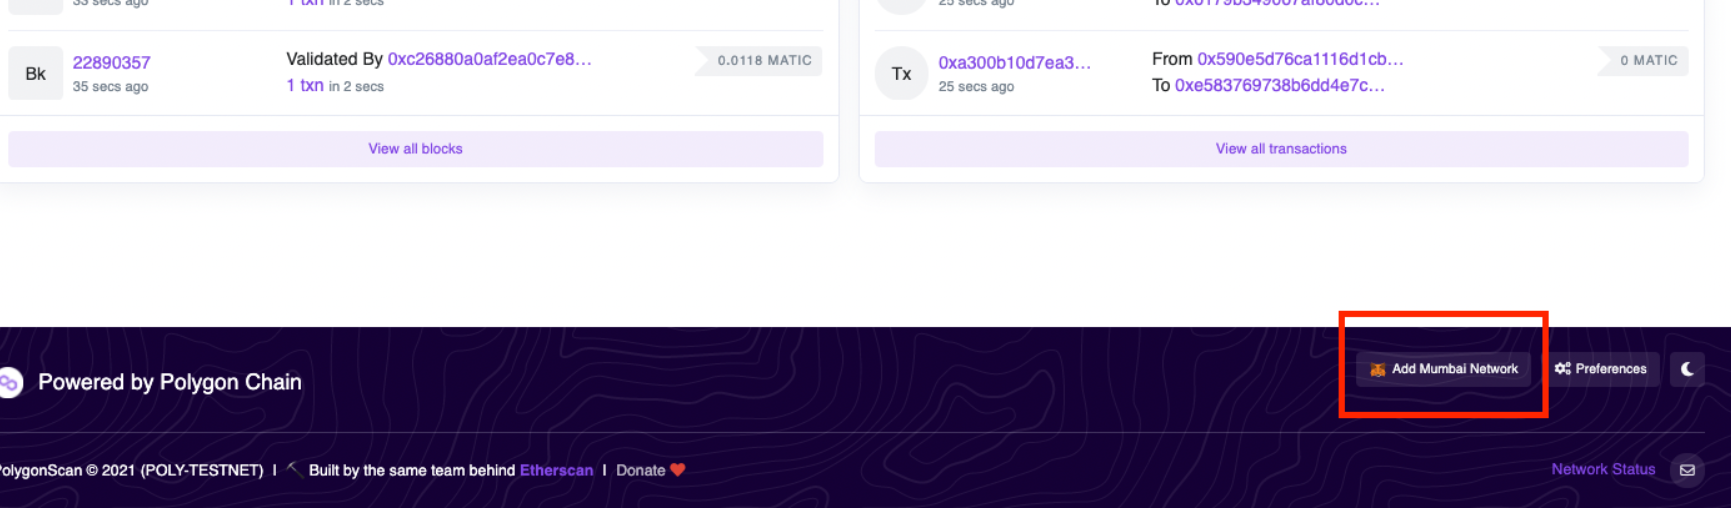 33 secs ago
1 txn in 2 secs
Bk
22890357
35 secs ago
Validated By 0xc26880a0af2ea0c7e8...
1 txn in 2 secs
0.0118 MATIC
View all blocks
25 secs ago
Tx
0xa300b10d7ea3...
25 secs ago
From 0x590e5d76ca1116d1cb...
To 0xe583769738b6dd4e7c...
0 MATIC
View all transactions
Powered by Polygon Chain
Add Mumbai Network
Preferences
PolygonScan © 2021 (POLY-TESTNET) | Built by the same team behind Etherscan | Donate
Network Status